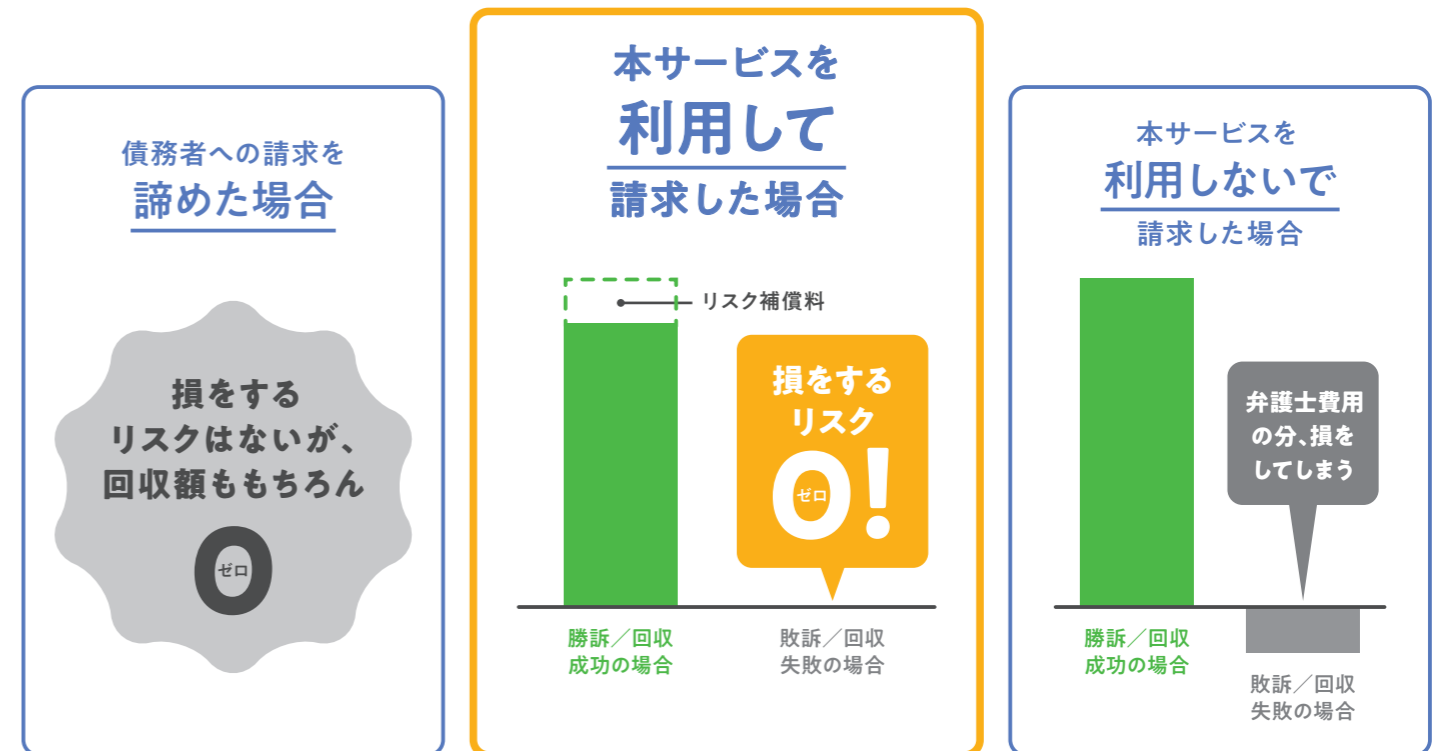 債務者への請求を
諦めた場合
損をする
リスクはないが、
回収額ももちろん
0
ゼロ
本サービスを
利用して
請求した場合
リスク補償料
損をする
リスク
0!
ゼロ
勝訴／回収
成功の場合
敗訴／回収
失敗の場合
本サービスを
利用しないで
請求した場合
弁護士費用
の分、損を
してしまう
勝訴／回収
成功の場合
敗訴／回収
失敗の場合